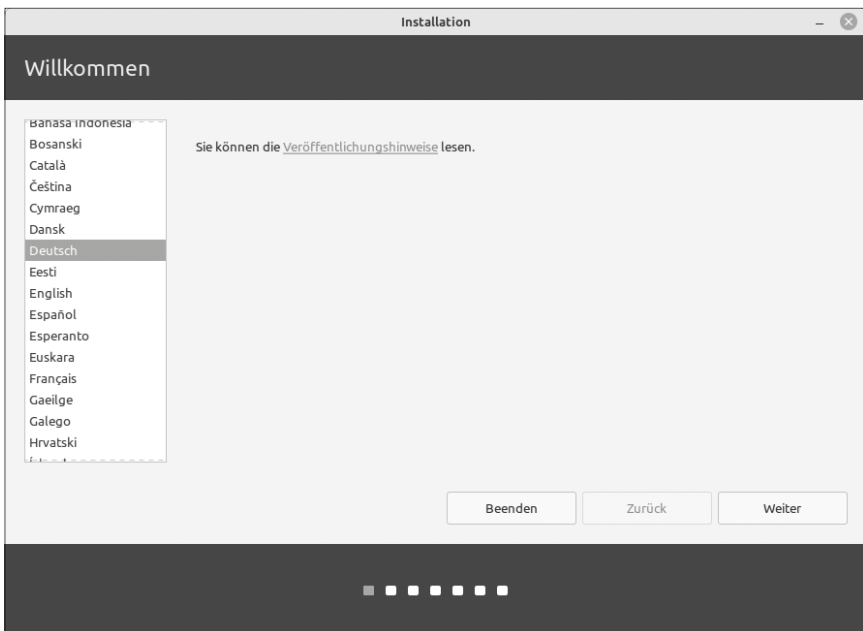 Installation
Willkommen
Bahasa Indonesia
Bosanski
Català
Čeština
Cymraeg
Dansk
Deutsch
Eesti
English
Español
Esperanto
Euskara
Français
Gaeilge
Galego
Hrvatski
Sie können die Veröffentlichungshinweise lesen.
Beenden
Zurück
Weiter